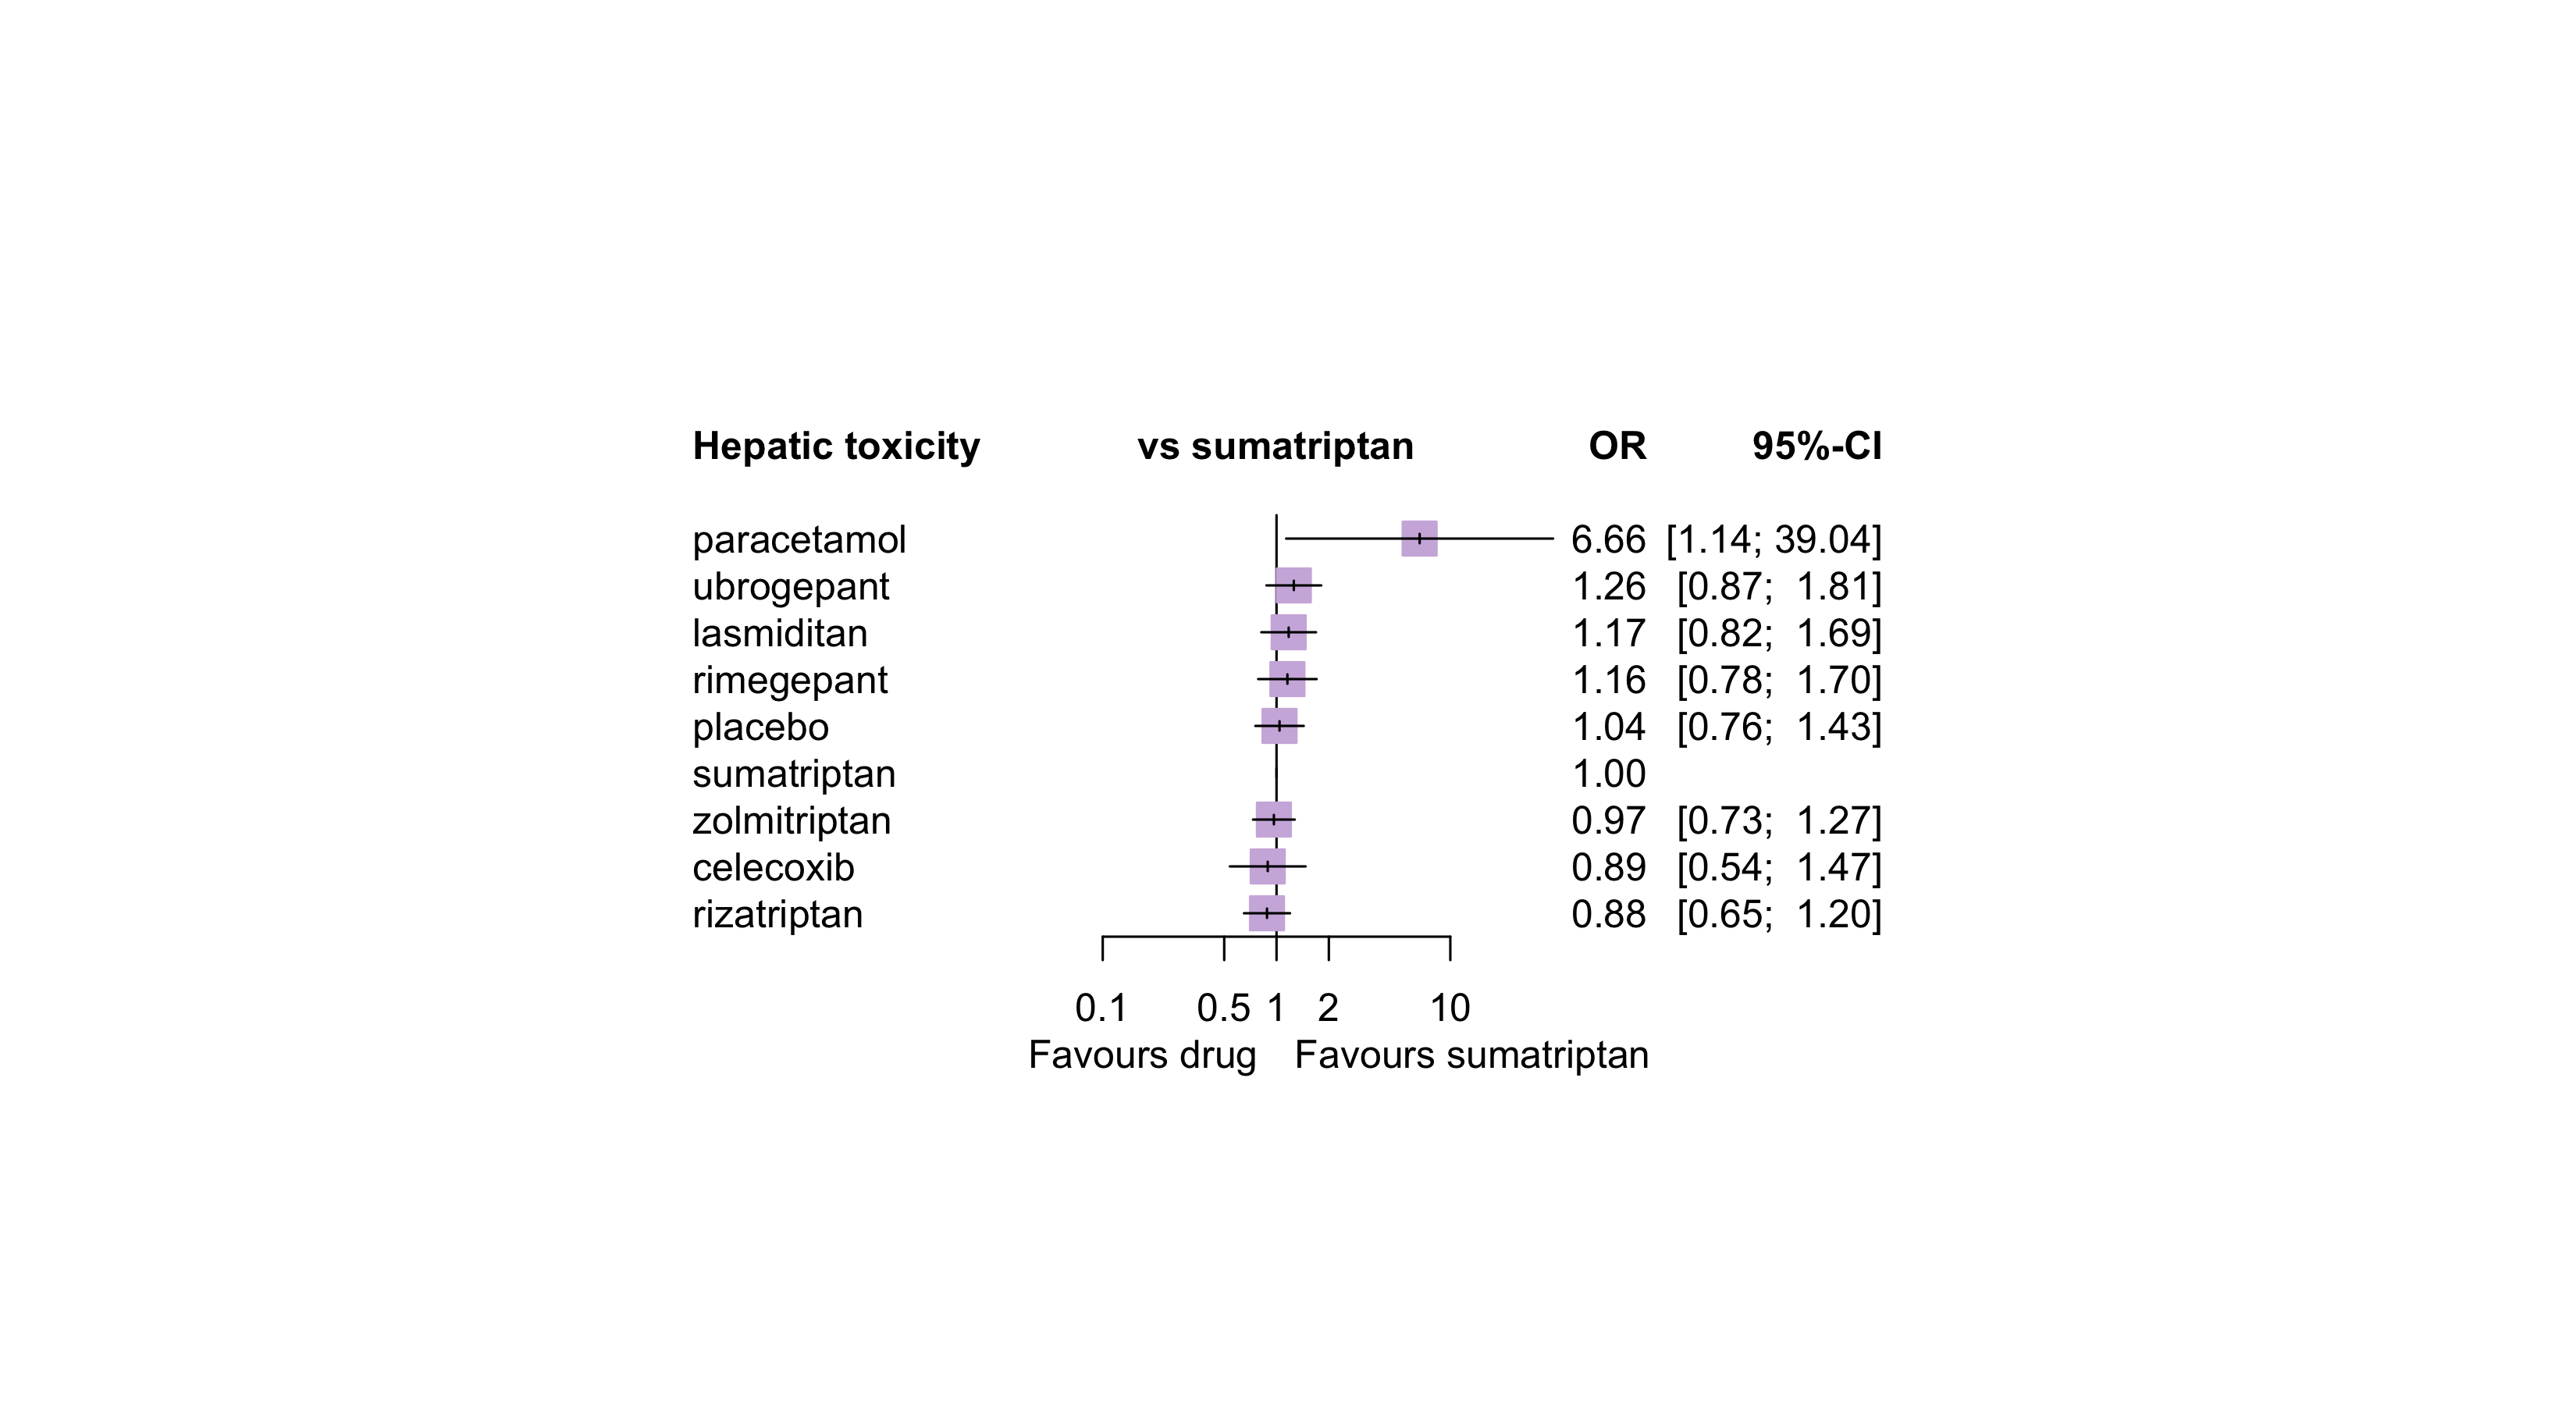 Hepatic toxicity vs sumatriptan OR 95%-CI
paracetamol 6.66 [1.14; 39.04]
ubrogepant 1.26 [0.87; 1.81]
lasmiditan 1.17 [0.82; 1.69]
rimegepant 1.16 [0.78; 1.70]
placebo 1.04 [0.76; 1.43]
sumatriptan 1.00
zolmitriptan 0.97 [0.73; 1.27]
celecoxib 0.89 [0.54; 1.47]
rizatriptan 0.88 [0.65; 1.20]
0.1 0.5 1 2 10
Favours drug Favours sumatriptan